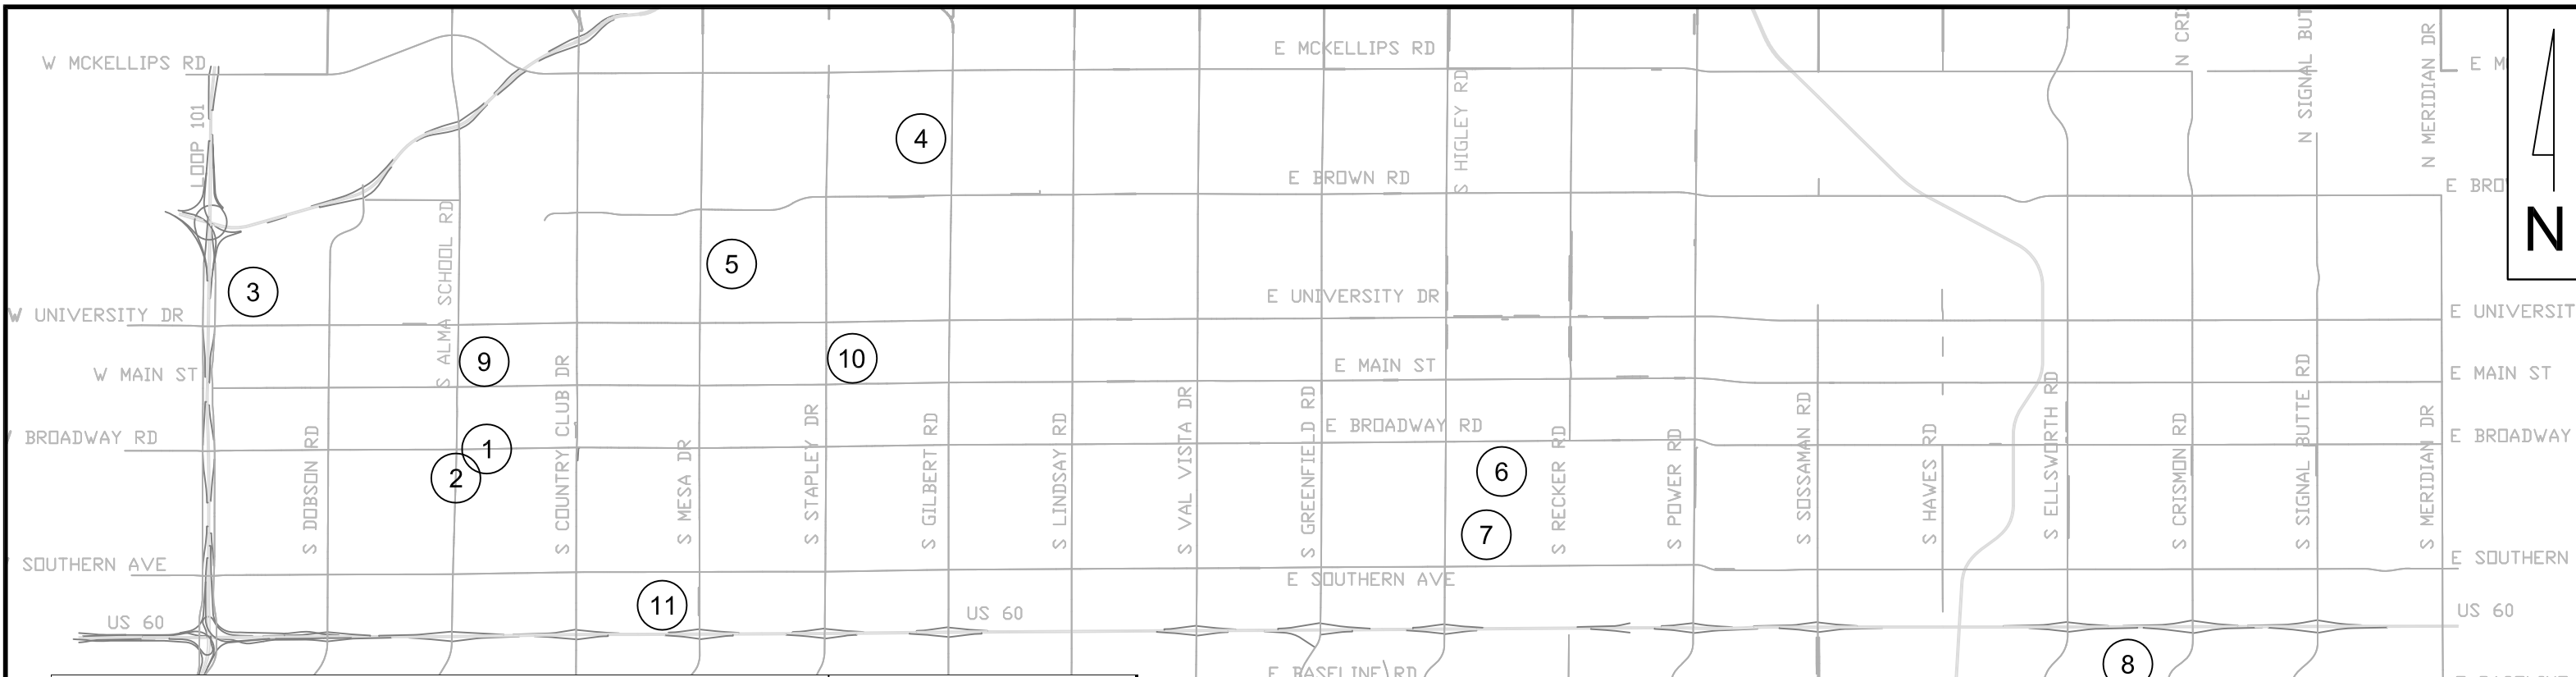 N CRI
N SIGNAL BUT
N MERIDIAN DR
W MCKELLIPS RD
E MCKELLIPS RD
E M
LOOP 101
S HIGLEY RD
4
E BROWN RD
E BRO
N
S ALMA SCHOOL RD
5
3
W UNIVERSITY DR
E UNIVERSITY DR
E UNIVERSIT
9
10
W MAIN ST
E MAIN ST
E MAIN ST
BROADWAY RD
E BROADWAY RD
E BROADWAY
1
2
6
7
S DOBSON RD
S COUNTRY CLUB DR
S MESA DR
S STAPLEY DR
S GILBERT RD
S LINDSAY RD
S VAL VISTA DR
S GREENFIELD RD
S RECKER RD
S POWER RD
S SOSSAMAN RD
S HAWES RD
S ELLSWORTH RD
S CRISMON RD
S SIGNAL BUTTE RD
S MERIDIAN DR
SOUTHERN AVE
E SOUTHERN AVE
E SOUTHERN
11
US 60
US 60
US 60
8
E BASELINE RD